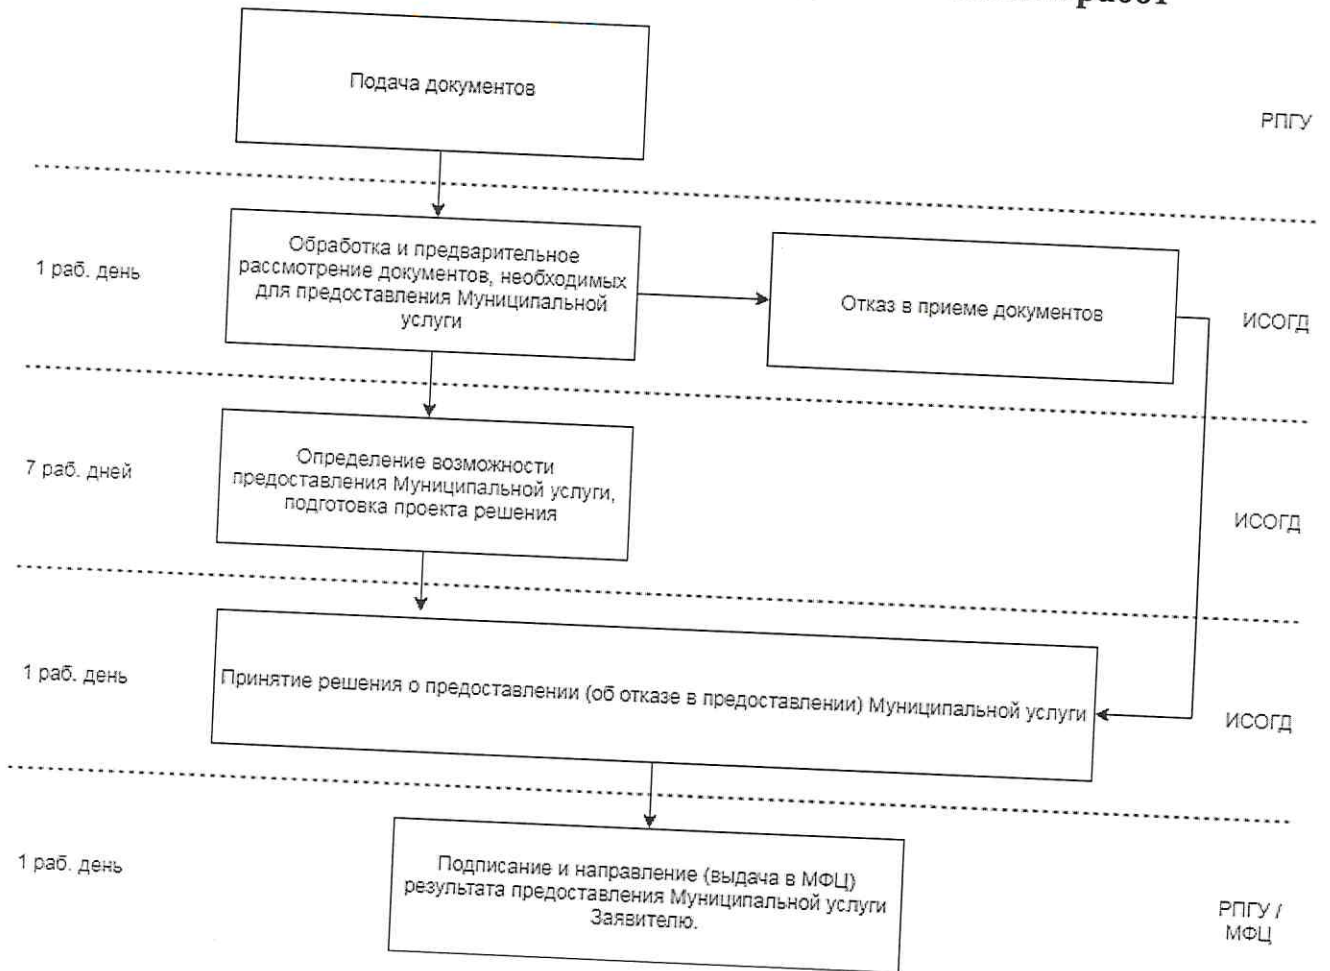 работ
Подача документов
РПГУ
1 раб. день
Обработка и предварительное
рассмотрение документов, необходимых
для предоставления Муниципальной
услуги
Отказ в приеме документов
ИСОГД
7 раб. дней
Определение возможности
предоставления Муниципальной услуги,
подготовка проекта решения
ИСОГД
1 раб. день
Принятие решения о предоставлении (об отказе в предоставлении) Муниципальной услуги
ИСОГД
1 раб. день
Подписание и направление (выдача в МФЦ)
результата предоставления Муниципальной услуги
Заявителю.
РПГУ /
МФЦ